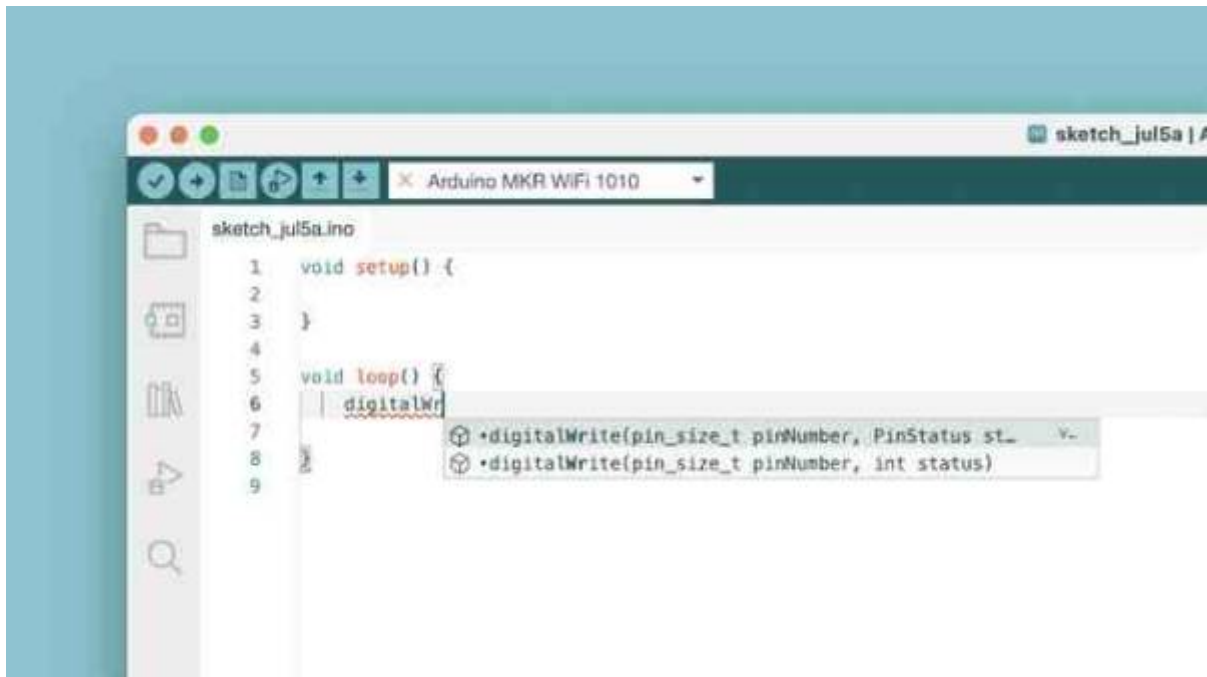 sketch_jul5a | A
Arduino MKR WiFi 1010
sketch_jul5a.ino
1 void setup() {
2
3 }
4
5 void loop() {
6 digitalWr
7
8 }
9
•digitalWrite(pin_size_t pinNumber, PinStatus st…
•digitalWrite(pin_size_t pinNumber, int status)